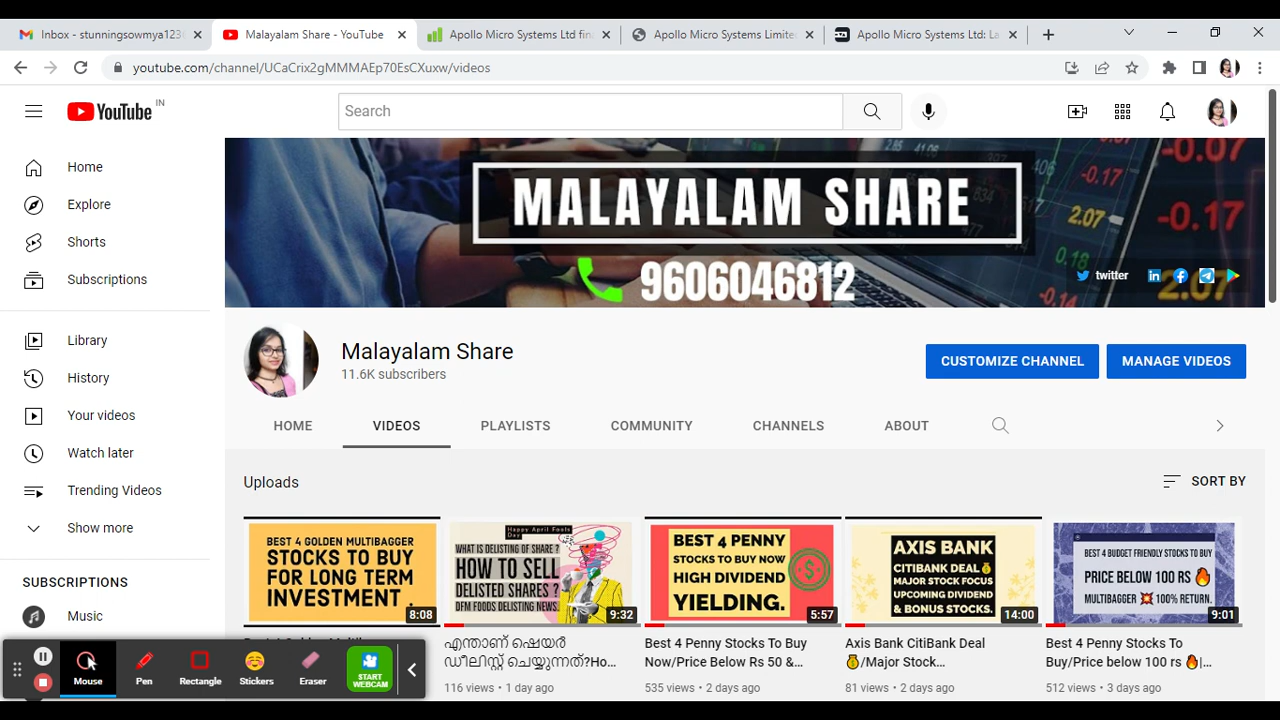 Inbox - stunningsowmya123
Malayalam Share - YouTube
Apollo Micro Systems Ltd fin
Apollo Micro Systems Limite
Apollo Micro Systems Ltd: La
youtube.com/channel/UCaCrix2gMMMAEp70EsCXuxw/videos
YouTube IN
Search
MALAYALAM SHARE
9606046812
twitter
Home
Explore
Shorts
Subscriptions
Library
History
Your videos
Watch later
Trending Videos
Show more
SUBSCRIPTIONS
Music
Malayalam Share
11.6K subscribers
CUSTOMIZE CHANNEL
MANAGE VIDEOS
HOME
VIDEOS
PLAYLISTS
COMMUNITY
CHANNELS
ABOUT
Uploads
SORT BY
BEST 4 GOLDEN MULTIBAGGER
STOCKS TO BUY
FOR LONG TERM
INVESTMENT.
8:08
Happy April Fools
Day
WHAT IS DELISTING OF SHARE ?
HOW TO SELL
DELISTED SHARES ?
DFM FOODS DELISTING NEWS.
9:32
എന്താണ് ഷെയർ
ഡീലിസ്റ്റ് ചെയ്യുന്നത്?Ho...
116 views • 1 day ago
BEST 4 PENNY
STOCKS TO BUY NOW
HIGH DIVIDEND
YIELDING.
5:57
Best 4 Penny Stocks To Buy
Now/Price Below Rs 50 &...
535 views • 2 days ago
AXIS BANK
CITIBANK DEAL
MAJOR STOCK FOCUS
UPCOMING DIVIDEND
& BONUS STOCKS.
14:00
Axis Bank CitiBank Deal
💰/Major Stock...
81 views • 2 days ago
BEST 4 BUDGET FRIENDLY STOCKS TO BUY
PRICE BELOW 100 RS
MULTIBAGGER 💥 100% RETURN.
9:01
Best 4 Penny Stocks To
Buy/Price below 100 rs 🔥|...
512 views • 3 days ago
Mouse
Pen
Rectangle
Stickers
Eraser
START
WEBCAM